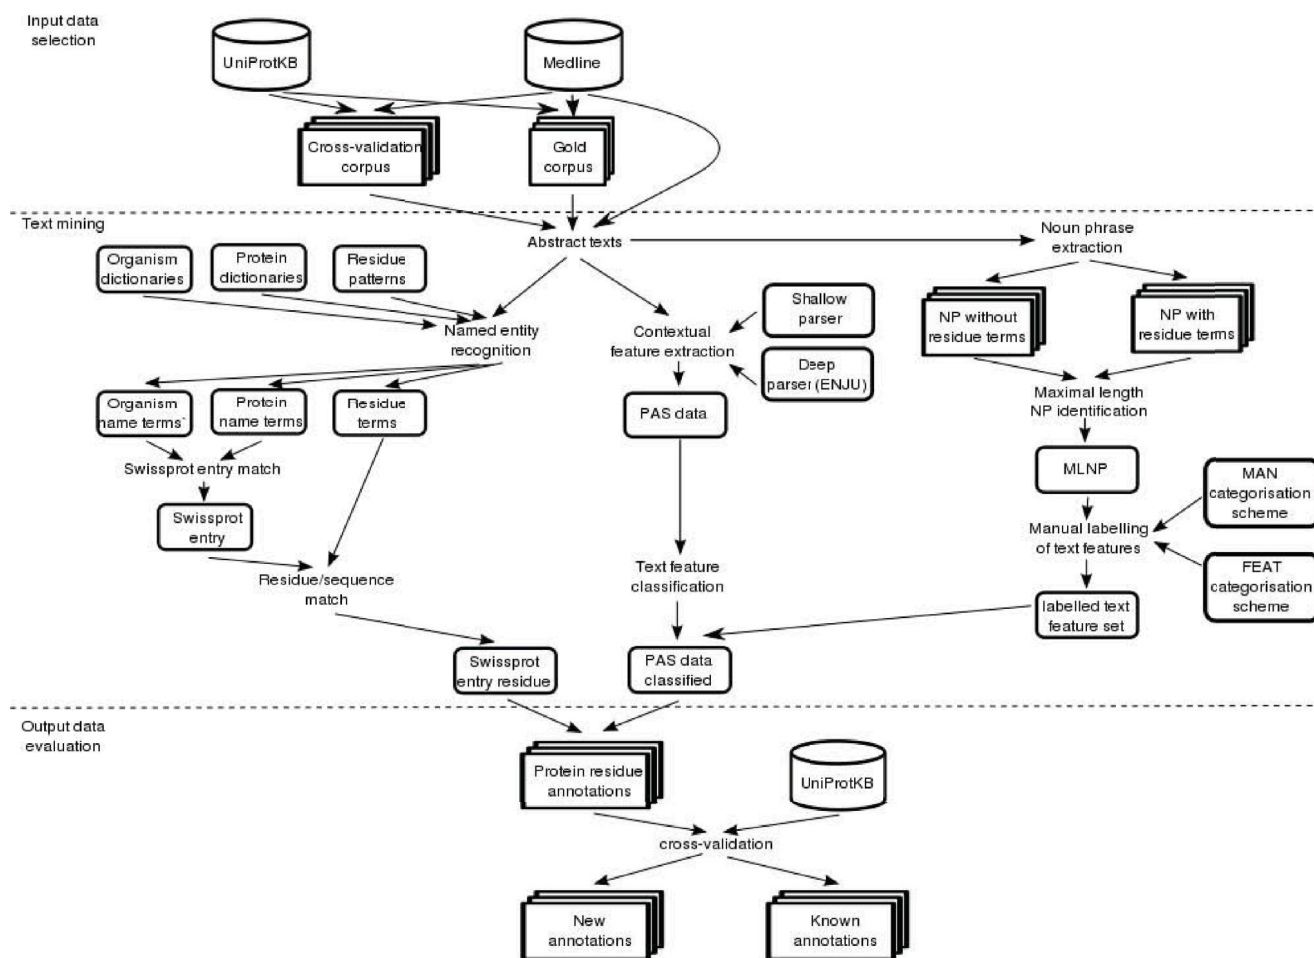 Input data
selection
UniProtKB
Medline
Cross-validation
corpus
Gold
corpus
Text mining
Abstract texts
Noun phrase
extraction
Organism
dictionaries
Protein
dictionaries
Residue
patterns
Shallow
parser
NP without
residue terms
NP with
residue terms
Named entity
recognition
Contextual
feature extraction
Deep
parser (ENJU)
Maximal length
NP identification
Organism
name terms`
Protein
name terms
Residue
terms
PAS data
Swissprot entry match
MLNP
MAN
categorisation
scheme
Swissprot
entry
Manual labelling
of text features
Residue/sequence
match
Text feature
classification
FEAT
categorisation
scheme
labelled text
feature set
Swissprot
entry residue
PAS data
classified
Output data
evaluation
Protein residue
annotations
UniProtKB
cross-validation
New
annotations
Known
annotations